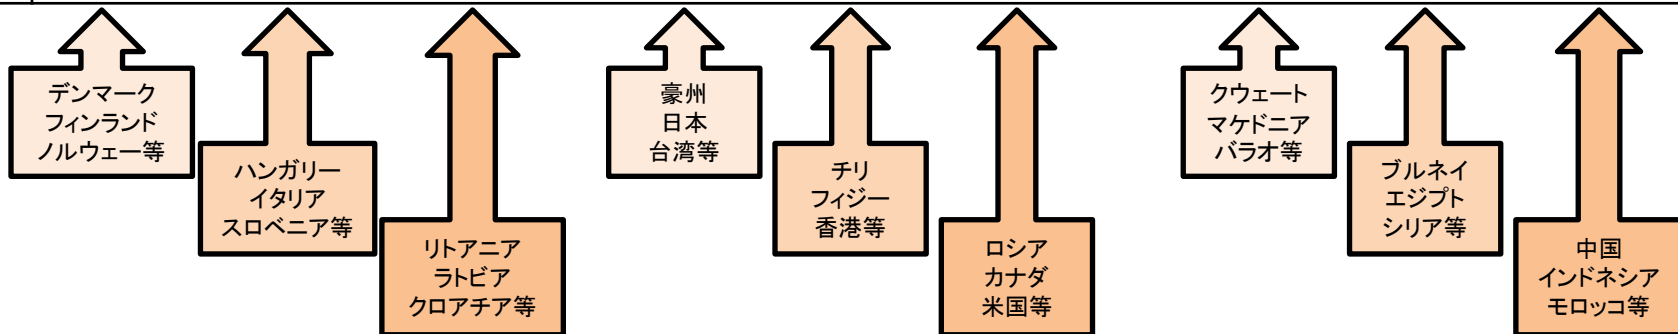 デンマーク
フィンランド
ノルウェー等
ハンガリー
イタリア
スロベニア等
リトアニア
ラトビア
クロアチア等
豪州
日本
台湾等
チリ
フィジー
香港等
ロシア
カナダ
米国等
クウェート
マケドニア
バラオ等
ブルネイ
エジプト
シリア等
中国
インドネシア
モロッコ等